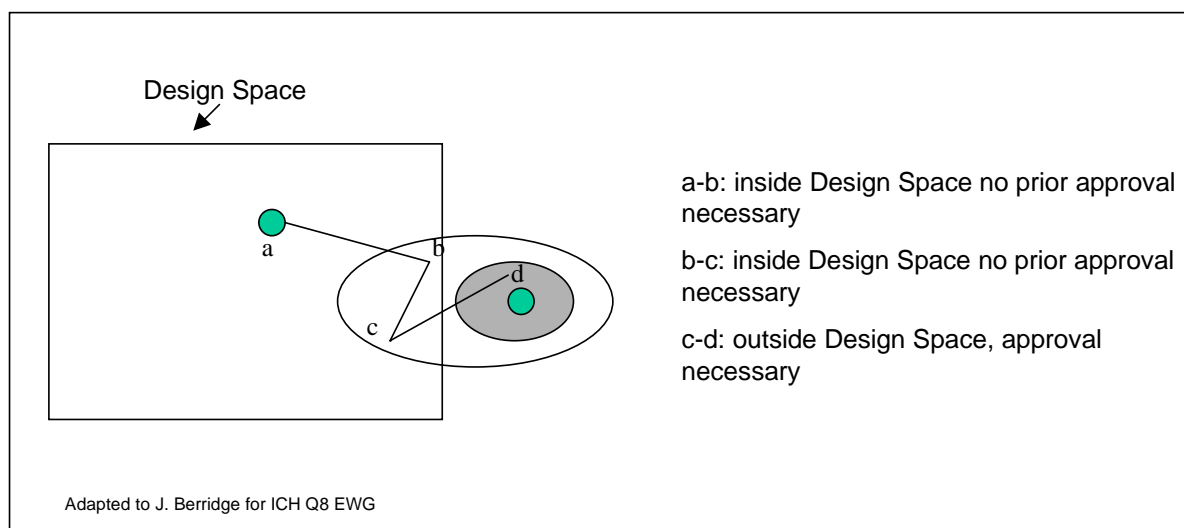 Design Space
a
b
c
d
a-b: inside Design Space no prior approval
necessary
b-c: inside Design Space no prior approval
necessary
c-d: outside Design Space, approval
necessary
Adapted to J. Berridge for ICH Q8 EWG